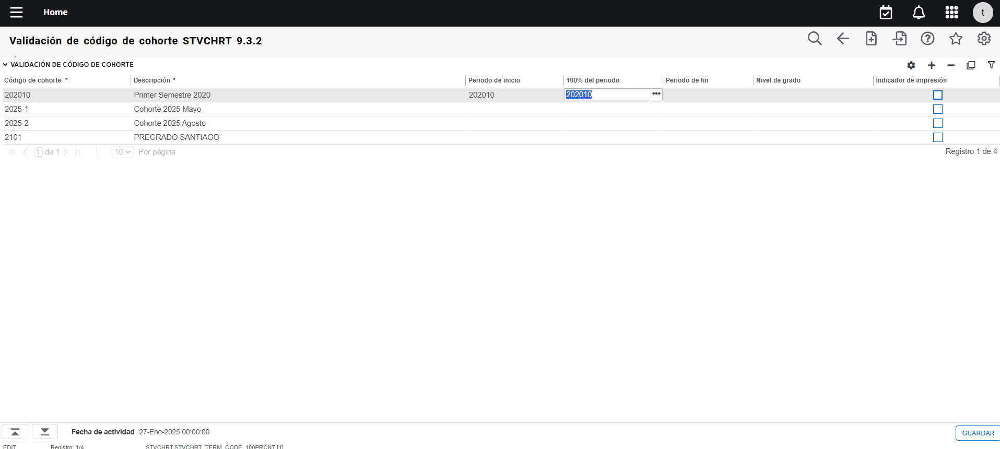 Home
t
Validación de código de cohorte STVCHRT 9.3.2
VALIDACIÓN DE CÓDIGO DE COHORTE
Código de cohorte * Descripción * Periodo de inicio 100% del periodo Periodo de fin Nivel de grado Indicador de impresión
202010 Primer Semestre 2020 202010 202010
2025-1 Cohorte 2025 Mayo
2025-2 Cohorte 2025 Agosto
2101 PREGRADO SANTIAGO
1 de 1 10 Por página Registro 1 de 4
Fecha de actividad 27-Ene-2025 00:00:00
GUARDAR
EDIT Registro: 1/4 STVCHRT.STVCHRT_TERM_CODE_100PRCNT [1]